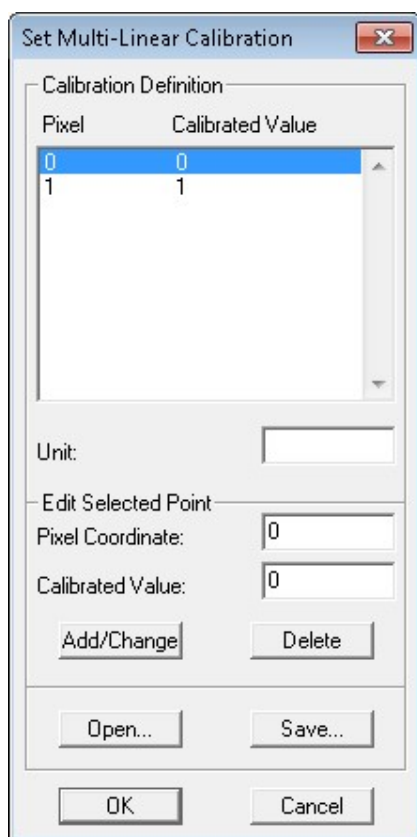 Set Multi-Linear Calibration
Calibration Definition
Pixel Calibrated Value
0 0
1 1
Unit:
Edit Selected Point
Pixel Coordinate: 0
Calibrated Value: 0
Add/Change Delete
Open... Save...
OK Cancel